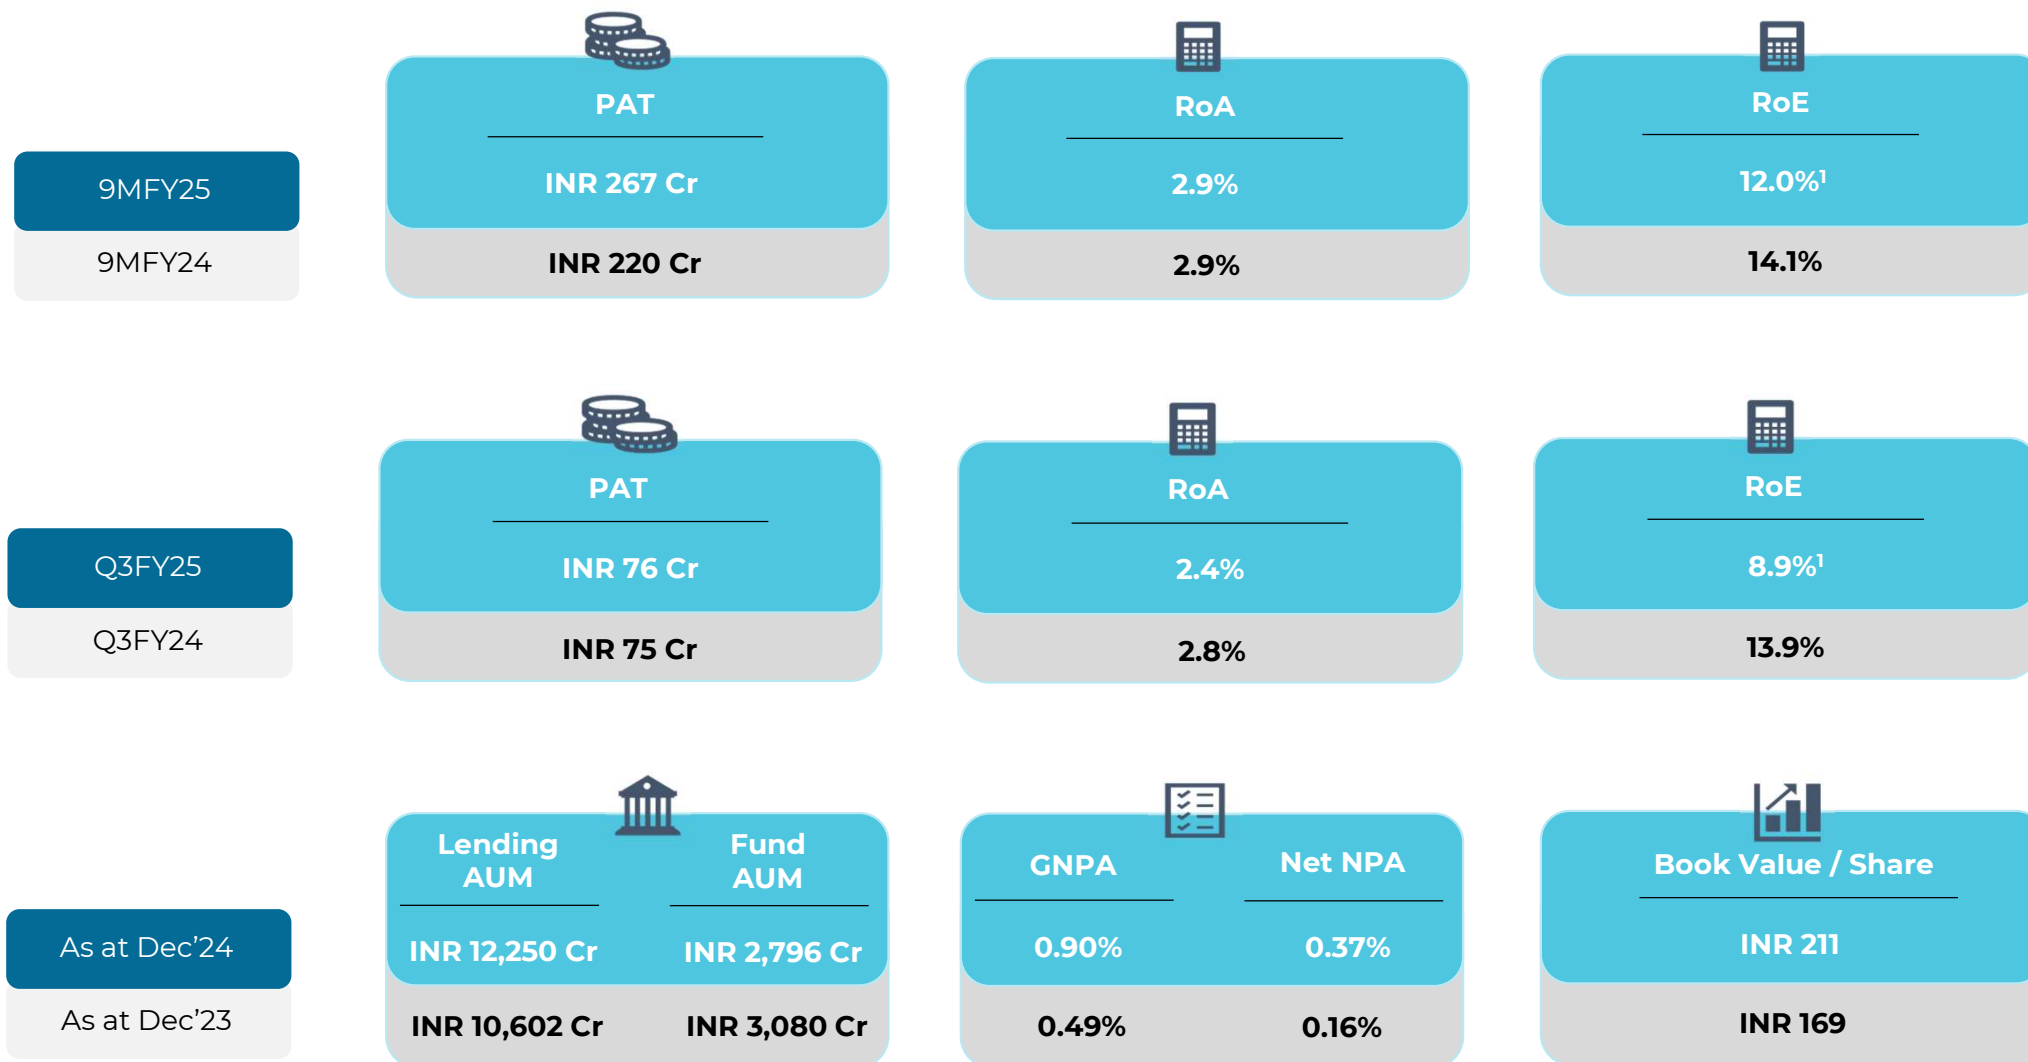 PAT
RoA
RoE
9MFY25
INR 267 Cr
2.9%
12.0%¹
9MFY24
INR 220 Cr
2.9%
14.1%
PAT
RoA
RoE
Q3FY25
INR 76 Cr
2.4%
8.9%¹
Q3FY24
INR 75 Cr
2.8%
13.9%
Lending
AUM
Fund
AUM
GNPA
Net NPA
Book Value / Share
As at Dec’24
INR 12,250 Cr
INR 2,796 Cr
0.90%
0.37%
INR 211
As at Dec’23
INR 10,602 Cr
INR 3,080 Cr
0.49%
0.16%
INR 169